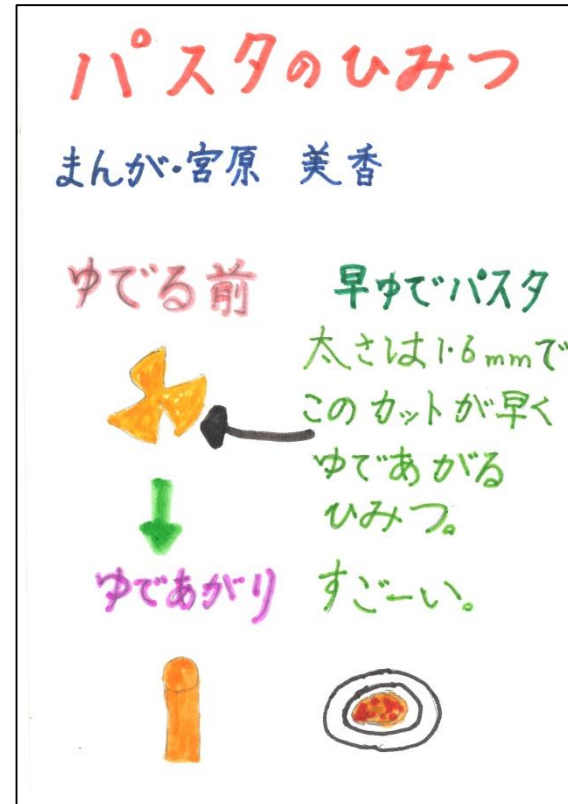 パスタのひみつ
まんが・宮原 美香
ゆでる前
早ゆでパスタ
太さは1.6mmで
このカットが早く
ゆであがる
ひみつ。
ゆであがり
すごーい。